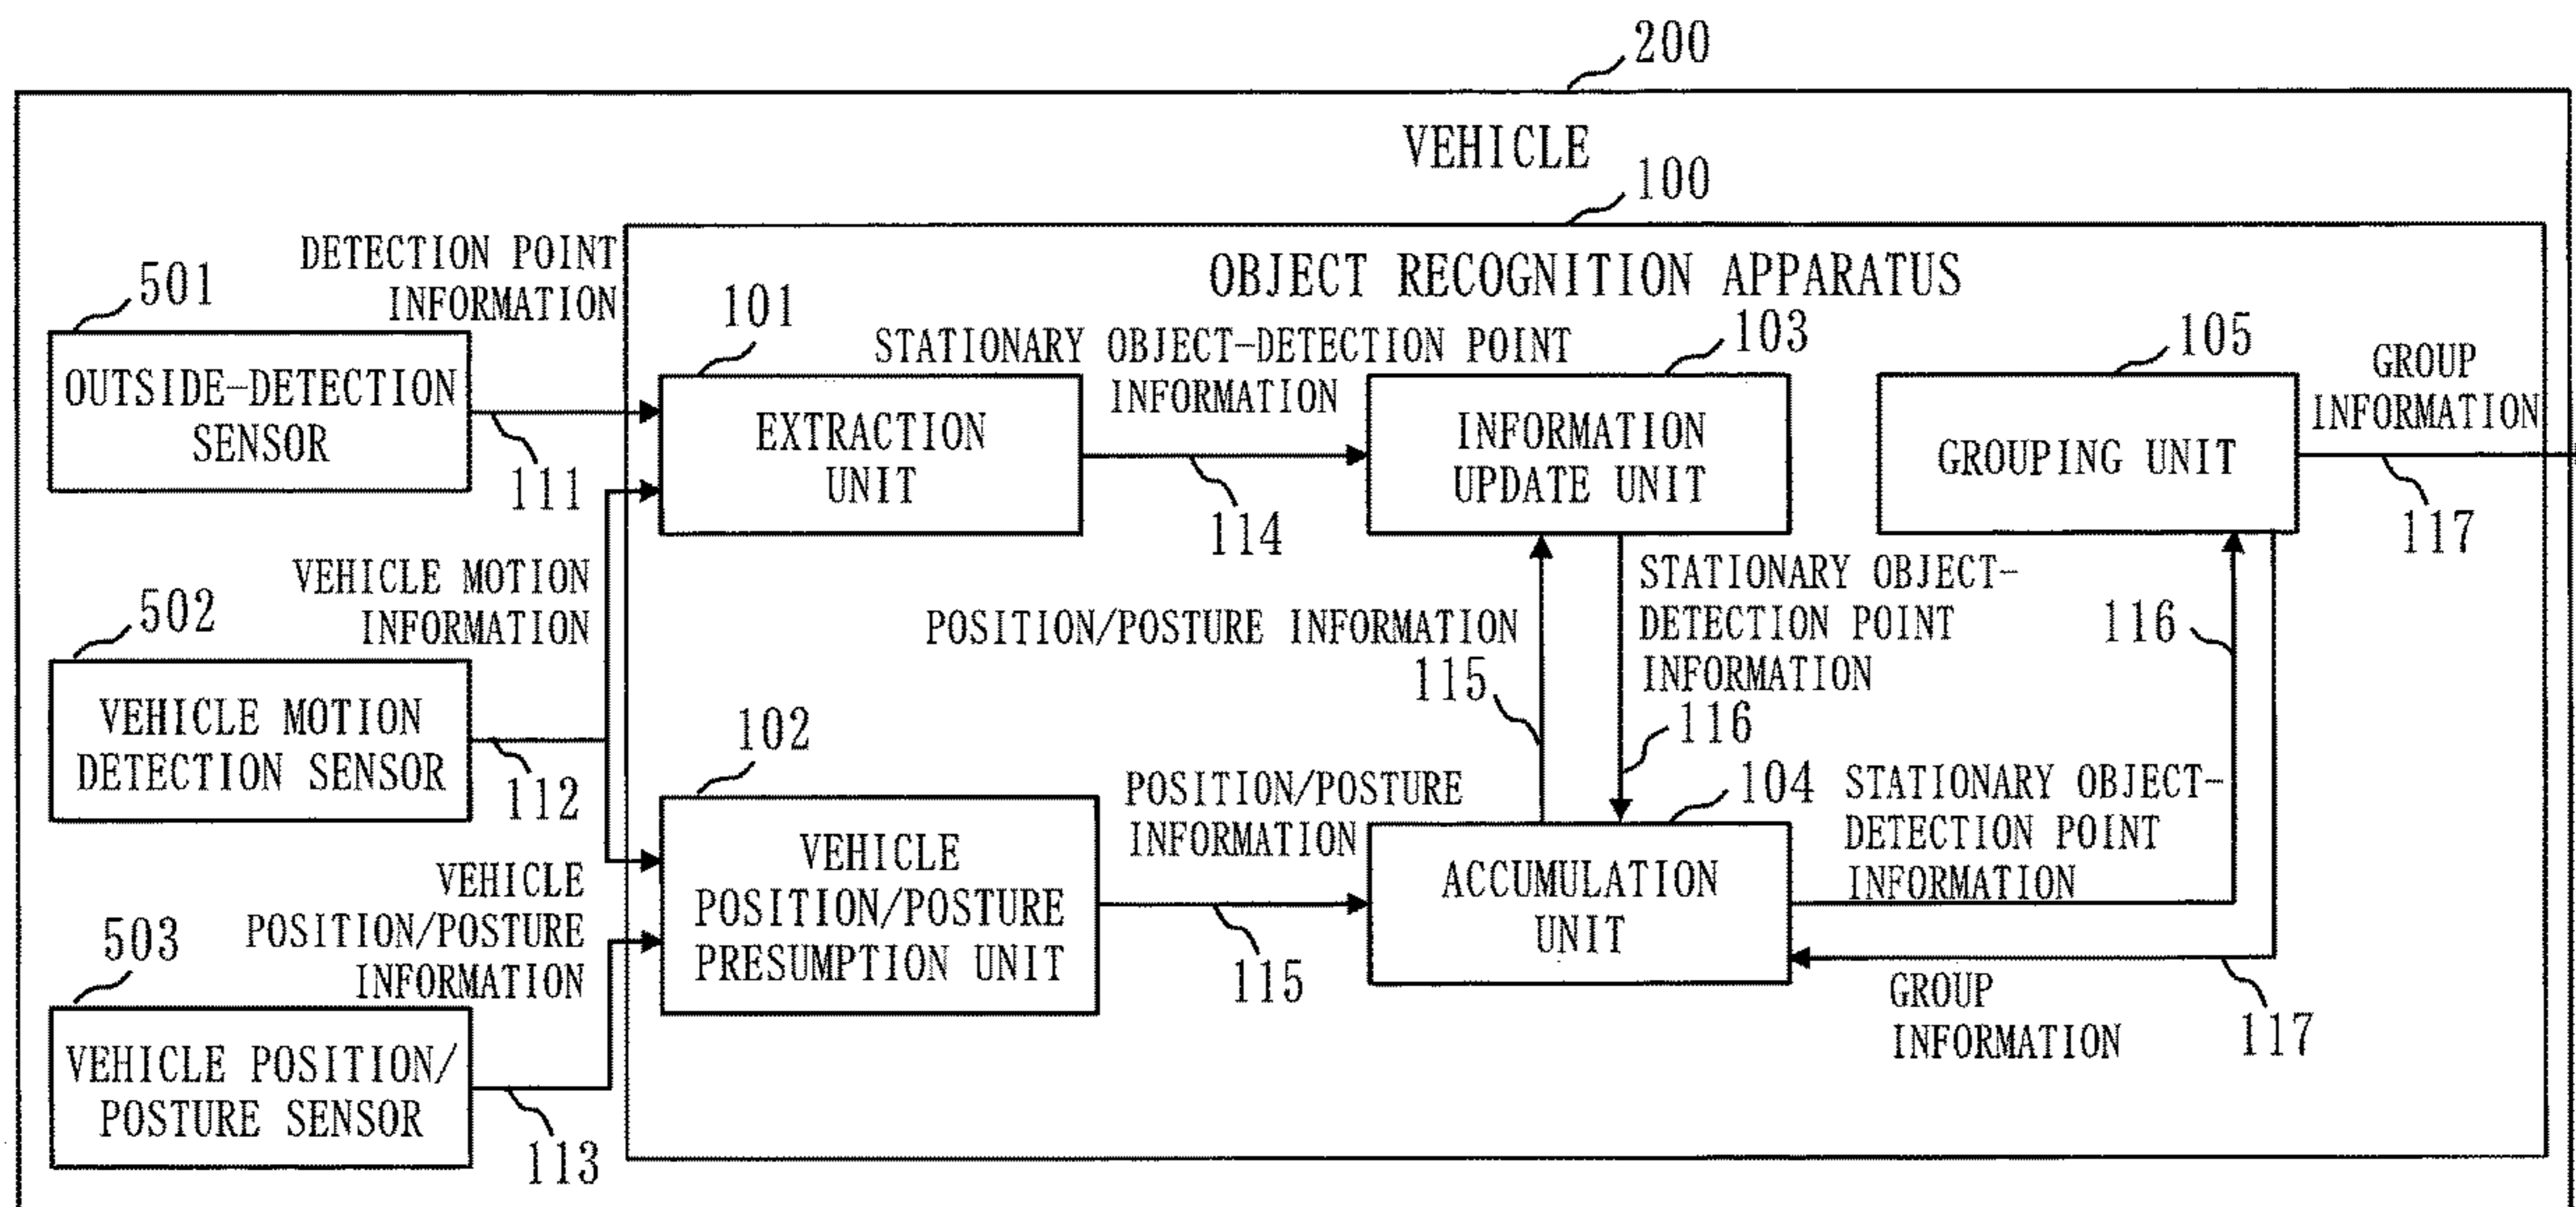 200
VEHICLE
100
OBJECT RECOGNITION APPARATUS
DETECTION POINT
INFORMATION
501
OUTSIDE-DETECTION
SENSOR
111
101
EXTRACTION
UNIT
STATIONARY OBJECT-DETECTION POINT
INFORMATION
114
103
INFORMATION
UPDATE UNIT
105
GROUPING UNIT
GROUP
INFORMATION
117
VEHICLE MOTION
INFORMATION
502
VEHICLE MOTION
DETECTION SENSOR
112
POSITION/POSTURE INFORMATION
115
STATIONARY OBJECT-
DETECTION POINT
INFORMATION
116
116
102
VEHICLE
POSITION/POSTURE
PRESUMPTION UNIT
POSITION/POSTURE
INFORMATION
115
104
ACCUMULATION
UNIT
STATIONARY OBJECT-
DETECTION POINT
INFORMATION
GROUP
INFORMATION
117
VEHICLE
POSITION/POSTURE
INFORMATION
503
VEHICLE POSITION/
POSTURE SENSOR
113